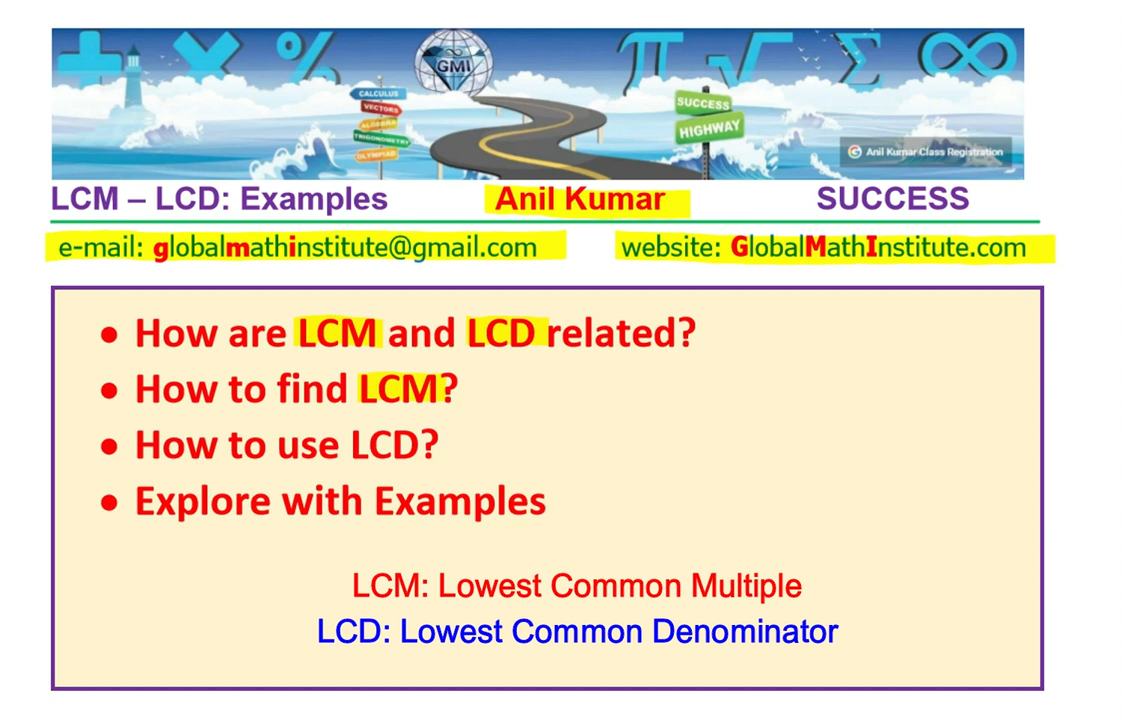 GMI
CALCULUS
VECTORS
ALGEBRA
TRIGONOMETRY
OLYMPIAD
SUCCESS
HIGHWAY
Anil Kumar Class Registration
LCM – LCD: Examples Anil Kumar SUCCESS
e-mail: globalmathinstitute@gmail.com website: GlobalMathInstitute.com
• How are LCM and LCD related?
• How to find LCM?
• How to use LCD?
• Explore with Examples
LCM: Lowest Common Multiple
LCD: Lowest Common Denominator